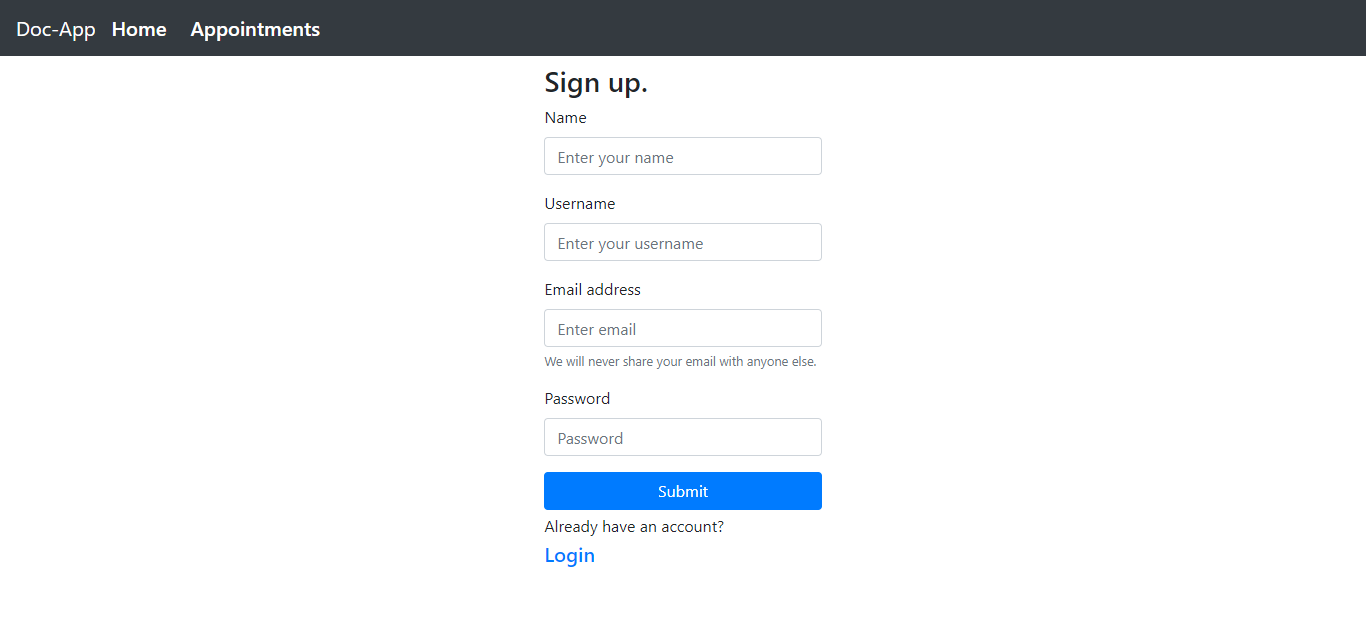 Doc-App Home Appointments
Sign up.
Name
Enter your name
Username
Enter your username
Email address
Enter email
We will never share your email with anyone else.
Password
Password
Submit
Already have an account?
Login